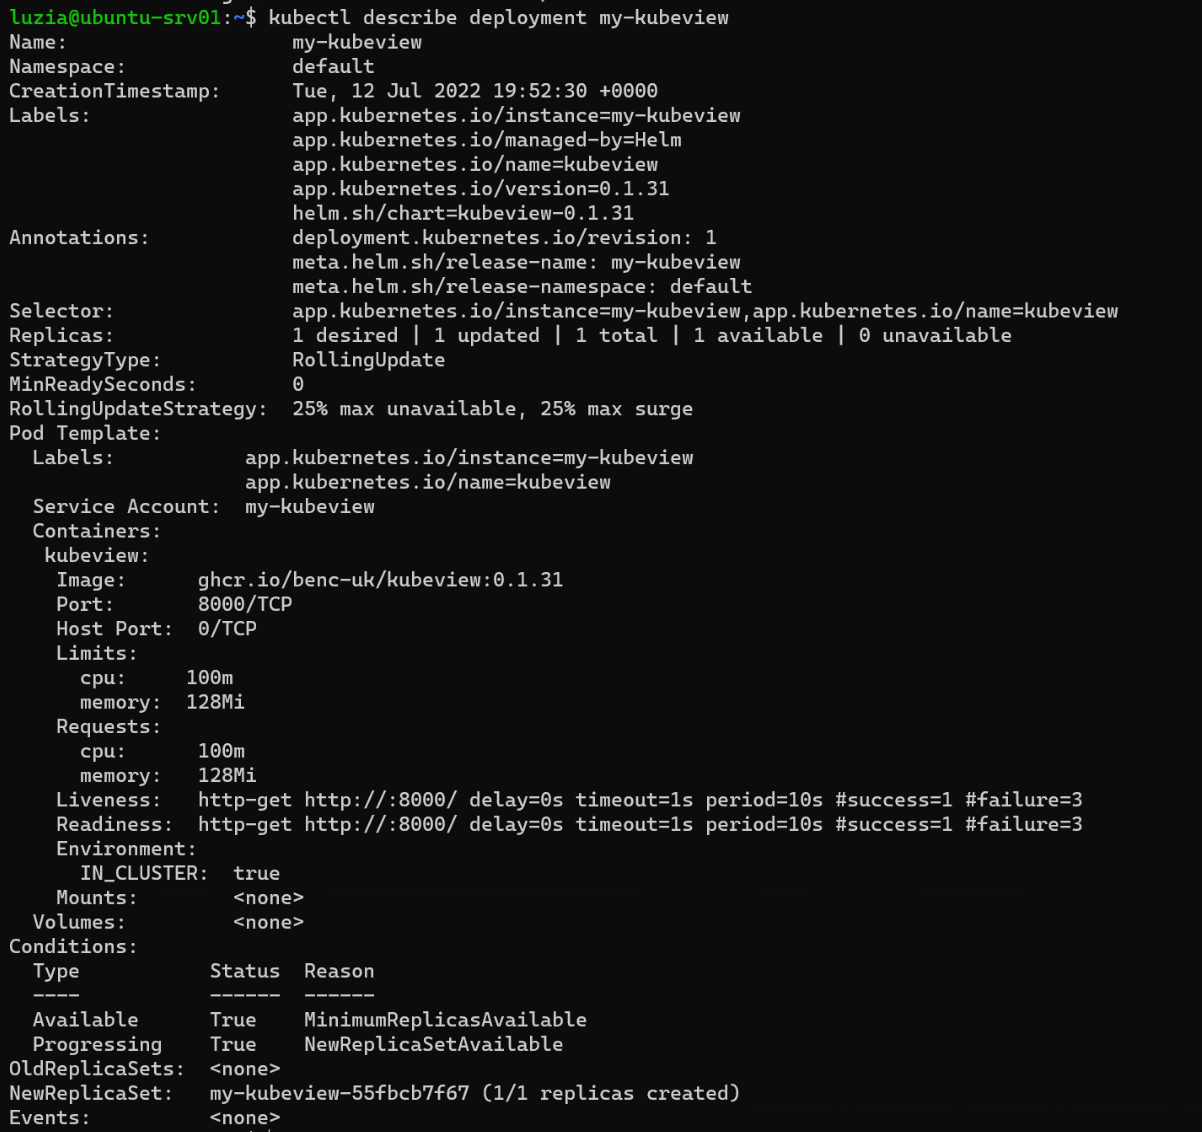 luzia@ubuntu-srv01:~$ kubectl describe deployment my-kubeview
Name:                   my-kubeview
Namespace:              default
CreationTimestamp:      Tue, 12 Jul 2022 19:52:30 +0000
Labels:                 app.kubernetes.io/instance=my-kubeview
                        app.kubernetes.io/managed-by=Helm
                        app.kubernetes.io/name=kubeview
                        app.kubernetes.io/version=0.1.31
                        helm.sh/chart=kubeview-0.1.31
Annotations:            deployment.kubernetes.io/revision: 1
                        meta.helm.sh/release-name: my-kubeview
                        meta.helm.sh/release-namespace: default
Selector:               app.kubernetes.io/instance=my-kubeview,app.kubernetes.io/name=kubeview
Replicas:               1 desired | 1 updated | 1 total | 1 available | 0 unavailable
StrategyType:           RollingUpdate
MinReadySeconds:        0
RollingUpdateStrategy:  25% max unavailable, 25% max surge
Pod Template:
  Labels:           app.kubernetes.io/instance=my-kubeview
                    app.kubernetes.io/name=kubeview
  Service Account:  my-kubeview
  Containers:
   kubeview:
    Image:      ghcr.io/benc-uk/kubeview:0.1.31
    Port:       8000/TCP
    Host Port:  0/TCP
    Limits:
      cpu:     100m
      memory:  128Mi
    Requests:
      cpu:      100m
      memory:   128Mi
    Liveness:   http-get http://:8000/ delay=0s timeout=1s period=10s #success=1 #failure=3
    Readiness:  http-get http://:8000/ delay=0s timeout=1s period=10s #success=1 #failure=3
    Environment:
      IN_CLUSTER:  true
    Mounts:        <none>
  Volumes:         <none>
Conditions:
  Type           Status  Reason
  ----           ------  ------
  Available      True    MinimumReplicasAvailable
  Progressing    True    NewReplicaSetAvailable
OldReplicaSets:  <none>
NewReplicaSet:   my-kubeview-55fbcb7f67 (1/1 replicas created)
Events:          <none>